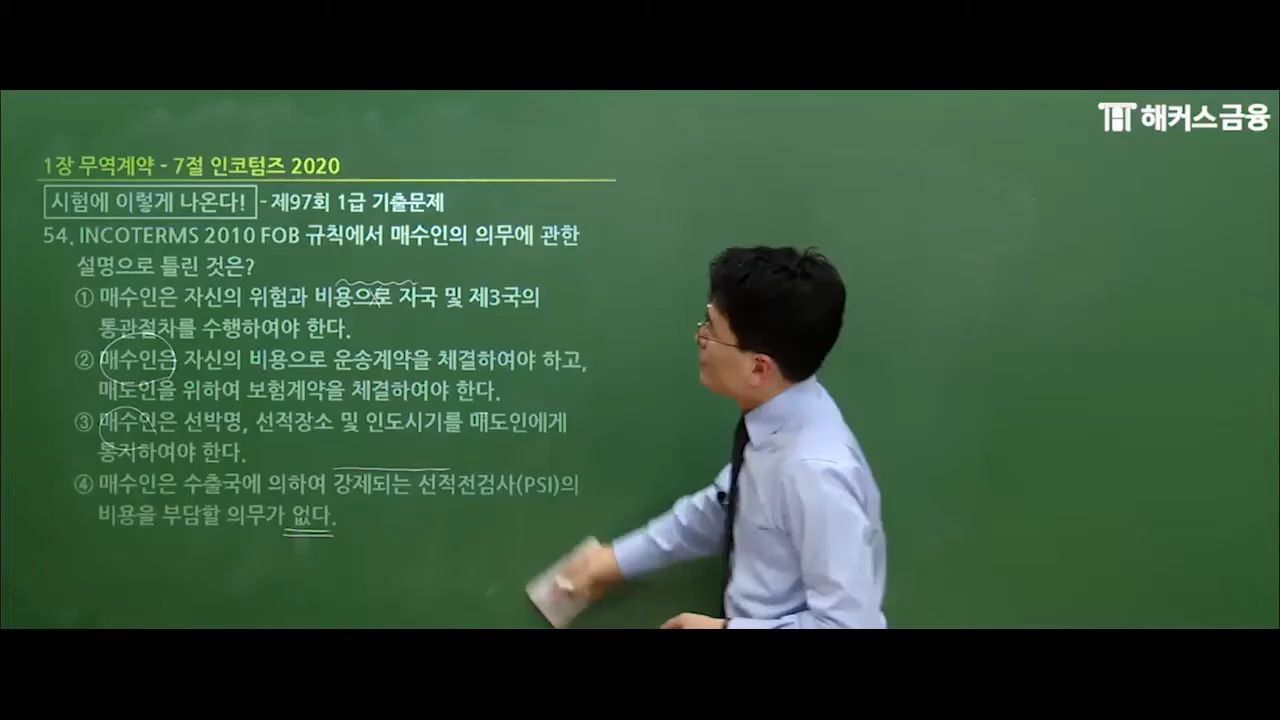 해커스금융
1장 무역계약 - 7절 인코텀즈 2020
시험에 이렇게 나온다! - 제97회 1급 기출문제
54. INCOTERMS 2010 FOB 규칙에서 매수인의 의무에 관한
설명으로 틀린 것은?
① 매수인은 자신의 위험과 비용으로 자국 및 제3국의
통관절차를 수행하여야 한다.
② 매수인은 자신의 비용으로 운송계약을 체결하여야 하고,
매도인을 위하여 보험계약을 체결하여야 한다.
③ 매수인은 선박명, 선적장소 및 인도시기를 매도인에게
통지하여야 한다.
④ 매수인은 수출국에 의하여 강제되는 선적전검사(PSI)의
비용을 부담할 의무가 없다.